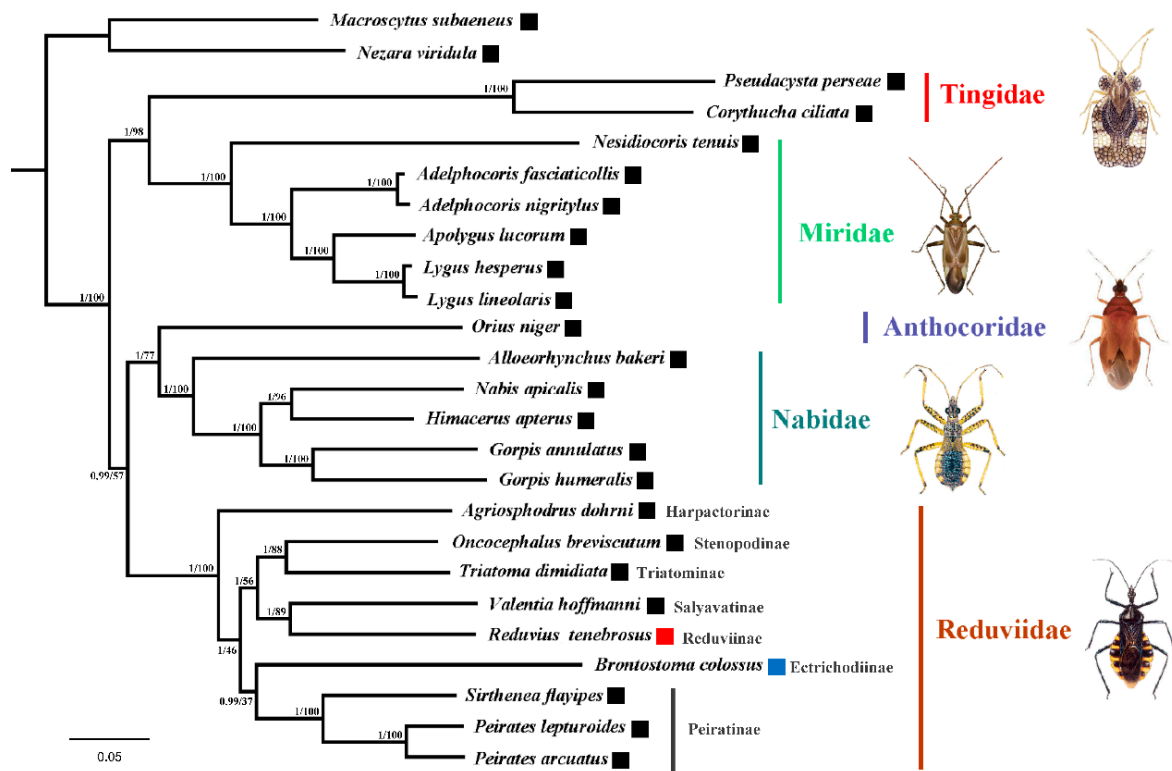 Macroscytus subaeneus
Nezara viridula
1/100
Pseudacysta perseae
Tingidae
Corythucha ciliata
1/98
Nesidiocoris tenuis
1/100
Adelphocoris fasciaticollis
1/100
Adelphocoris nigritylus
1/100
Apolygus lucorum
Miridae
1/100
Lygus hesperus
1/100
Lygus lineolaris
1/100
Orius niger
Anthocoridae
1/77
Alloeorhynchus bakeri
1/100
Nabis apicalis
1/96
Himacerus apterus
Nabidae
1/100
Gorpis annulatus
1/100
Gorpis humeralis
0.99/57
Agriosphodrus dohrni Harpactorinae
Oncocephalus breviscutum Stenopodinae
1/88
Triatoma dimidiata Triatominae
1/100
1/56
Valentia hoffmanni Salyavatinae
1/89
Reduvius tenebrosus Reduviinae
Reduviidae
1/46
Brontostoma colossus Ectrichodiinae
0.99/37
Sirthenea flayipes
1/100
Peirates lepturoides Peiratinae
1/100
Peirates arcuatus
0.05